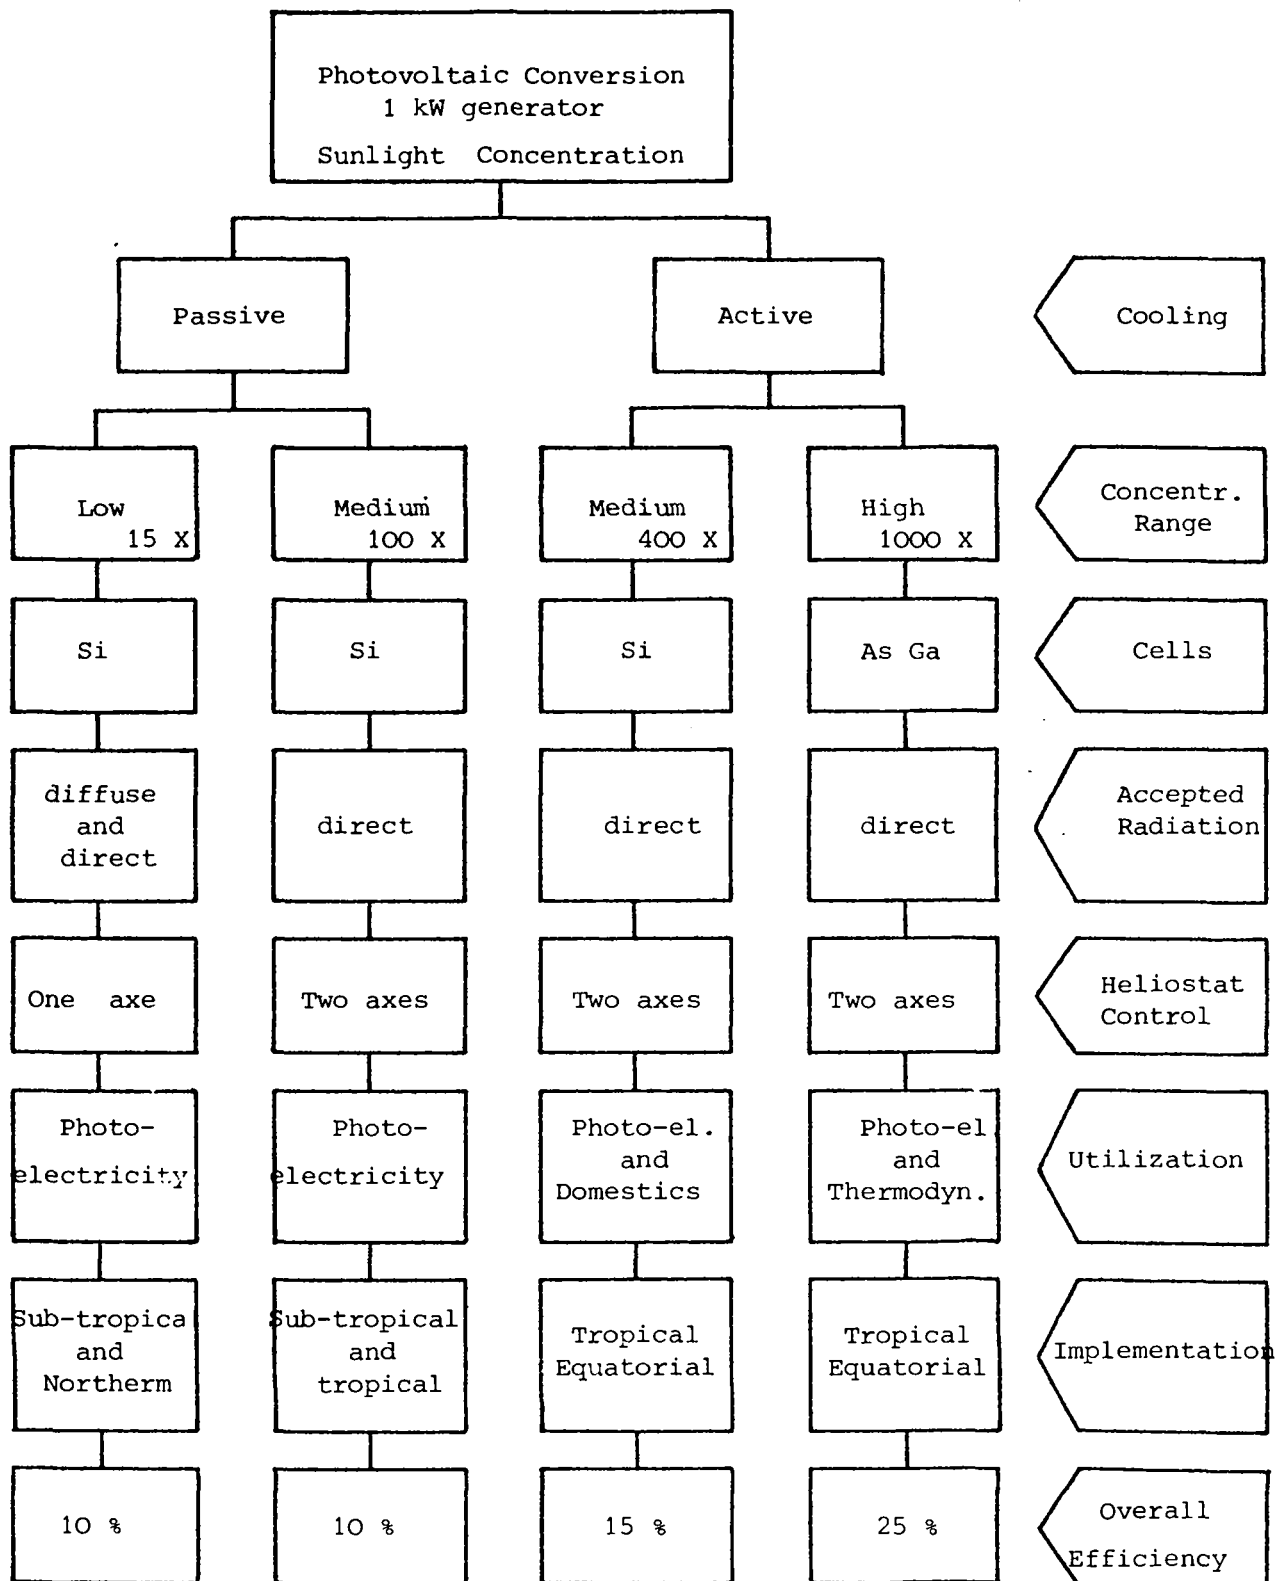 Photovoltaic Conversion
1 kW generator
Sunlight Concentration
Passive
Active
Cooling
Low
15 X
Medium
100 X
Medium
400 X
High
1000 X
Concentr.
Range
Si
Si
Si
As Ga
Cells
diffuse
and
direct
direct
direct
direct
Accepted
Radiation
One axe
Two axes
Two axes
Two axes
Heliostat
Control
Photo-
electricity
Photo-
electricity
Photo-el.
and
Domestics
Photo-el
and
Thermodyn.
Utilization
Sub-tropica
and
Northerm
Sub-tropical
and
tropical
Tropical
Equatorial
Tropical
Equatorial
Implementation
10 %
10 %
15 %
25 %
Overall
Efficiency